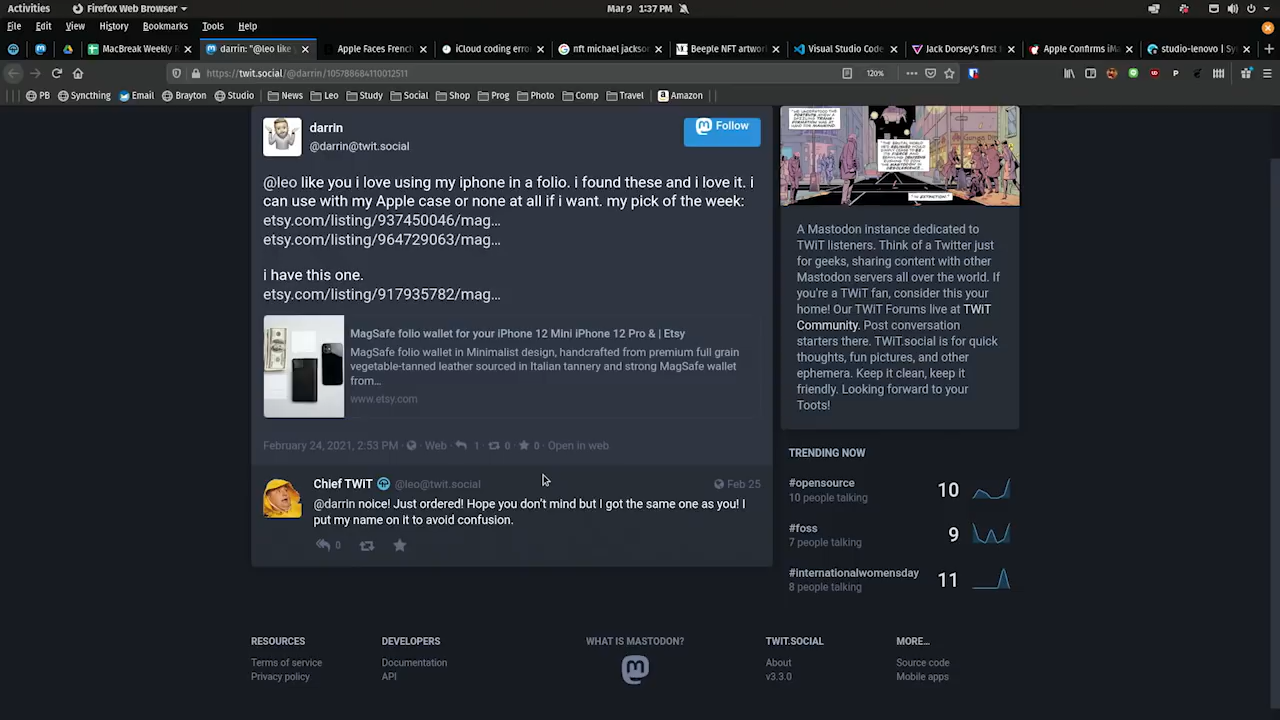 Activities
Firefox Web Browser
Mar 9 1:37 PM
File Edit View History Bookmarks Tools Help
MacBreak Weekly R
darrin: "@leo like y
Apple Faces French
iCloud coding erro
nft michael jackson
Beeple NFT artwor
Visual Studio Code
Jack Dorsey's first
Apple Confirms iMa
studio-lenovo | Sy
https://twit.social/@darrin/105788684110012511
120%
PB Syncthing Email Brayton Studio News Leo Study Social Shop Prog Photo Comp Travel Amazon
darrin
@darrin@twit.social
Follow
@leo like you i love using my iphone in a folio. i found these and i love it. i
can use with my Apple case or none at all if i want. my pick of the week:
etsy.com/listing/937450046/mag...
etsy.com/listing/964729063/mag...
i have this one.
etsy.com/listing/917935782/mag...
MagSafe folio wallet for your iPhone 12 Mini iPhone 12 Pro & | Etsy
MagSafe folio wallet in Minimalist design, handcrafted from premium full grain
vegetable-tanned leather sourced in Italian tannery and strong MagSafe wallet
from...
www.etsy.com
February 24, 2021, 2:53 PM · Web · 1 · 0 · 0 · Open in web
Chief TWiT @leo@twit.social Feb 25
@darrin noice! Just ordered! Hope you don't mind but I got the same one as you! I
put my name on it to avoid confusion.
0
A Mastodon instance dedicated to
TWiT listeners. Think of a Twitter just
for geeks, sharing content with other
Mastodon servers all over the world. If
you're a TWiT fan, consider this your
home! Our TWiT Forums live at TWiT
Community. Post conversation
starters there. TWiT.social is for quick
thoughts, fun pictures, and other
ephemera. Keep it clean, keep it
friendly. Looking forward to your
Toots!
TRENDING NOW
#opensource
10 people talking
10
#foss
7 people talking
9
#internationalwomensday
8 people talking
11
RESOURCES
Terms of service
Privacy policy
DEVELOPERS
Documentation
API
WHAT IS MASTODON?
TWIT.SOCIAL
About
v3.3.0
MORE...
Source code
Mobile apps